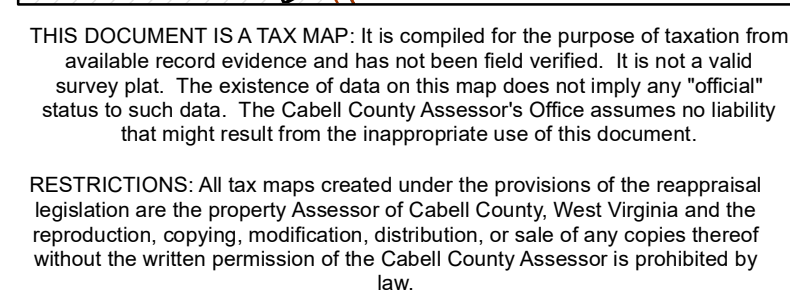 THIS DOCUMENT IS A TAX MAP: It is compiled for the purpose of taxation from
available record evidence and has not been field verified.  It is not a valid
survey plat.  The existence of data on this map does not imply any "official"
status to such data.  The Cabell County Assessor's Office assumes no liability
that might result from the inappropriate use of this document.
RESTRICTIONS: All tax maps created under the provisions of the reappraisal
legislation are the property Assessor of Cabell County, West Virginia and the
reproduction, copying, modification, distribution, or sale of any copies thereof
without the written permission of the Cabell County Assessor is prohibited by
law.